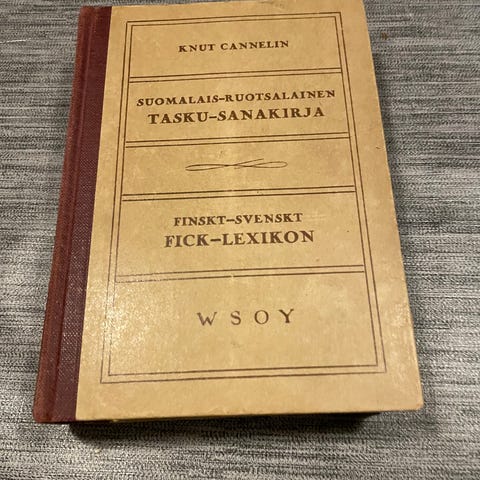 KNUT CANNELIN
SUOMALAIS-RUOTSALAINEN
TASKU-SANAKIRJA
FINSKT-SVENSKT
FICK-LEXIKON
WSOY